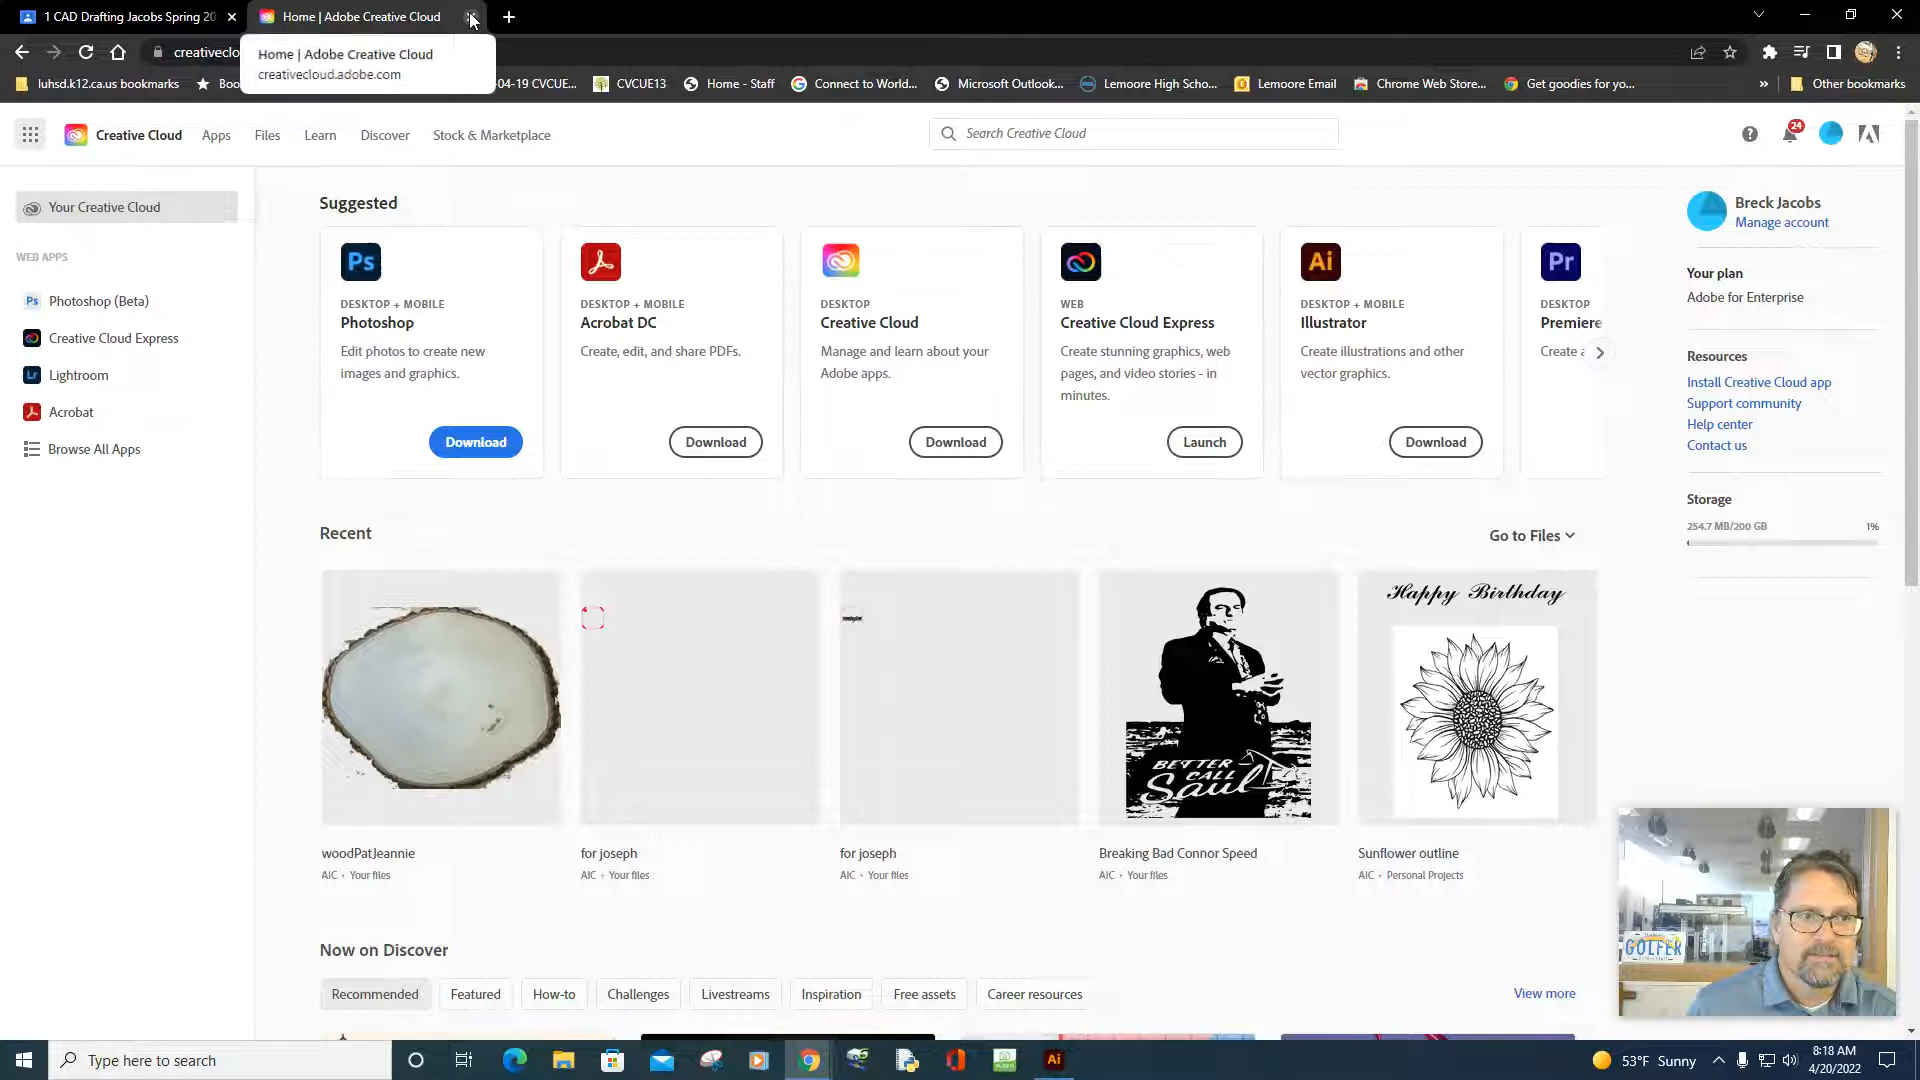 1 CAD Drafting Jacobs Spring 20
Home | Adobe Creative Cloud
creativeclo
Home | Adobe Creative Cloud
creativecloud.adobe.com
luhsd.k12.ca.us bookmarks
Boo
-04-19 CVCUE...
CVCUE13
Home - Staff
Connect to World...
Microsoft Outlook...
Lemoore High Scho...
Lemoore Email
Chrome Web Store...
Get goodies for yo...
»
Other bookmarks
Creative Cloud
Apps
Files
Learn
Discover
Stock & Marketplace
Search Creative Cloud
24
Your Creative Cloud
WEB APPS
Ps Photoshop (Beta)
Creative Cloud Express
Lr Lightroom
Acrobat
Browse All Apps
Suggested
Ps
DESKTOP + MOBILE
Photoshop
Edit photos to create new
images and graphics.
Download
DESKTOP + MOBILE
Acrobat DC
Create, edit, and share PDFs.
Download
DESKTOP
Creative Cloud
Manage and learn about your
Adobe apps.
Download
WEB
Creative Cloud Express
Create stunning graphics, web
pages, and video stories - in
minutes.
Launch
Ai
DESKTOP + MOBILE
Illustrator
Create illustrations and other
vector graphics.
Download
Pr
DESKTOP
Premiere
Create a
Breck Jacobs
Manage account
Your plan
Adobe for Enterprise
Resources
Install Creative Cloud app
Support community
Help center
Contact us
Storage
254.7 MB/200 GB
1%
Recent
Go to Files
BETTER
CALL
Saul
Happy Birthday
woodPatJeannie
AIC • Your files
for joseph
AIC • Your files
for joseph
AIC • Your files
Breaking Bad Connor Speed
AIC • Your files
Sunflower outline
AIC • Personal Projects
GOLFER
Now on Discover
Recommended
Featured
How-to
Challenges
Livestreams
Inspiration
Free assets
Career resources
View more
Type here to search
Ai
53°F Sunny
8:18 AM
4/20/2022